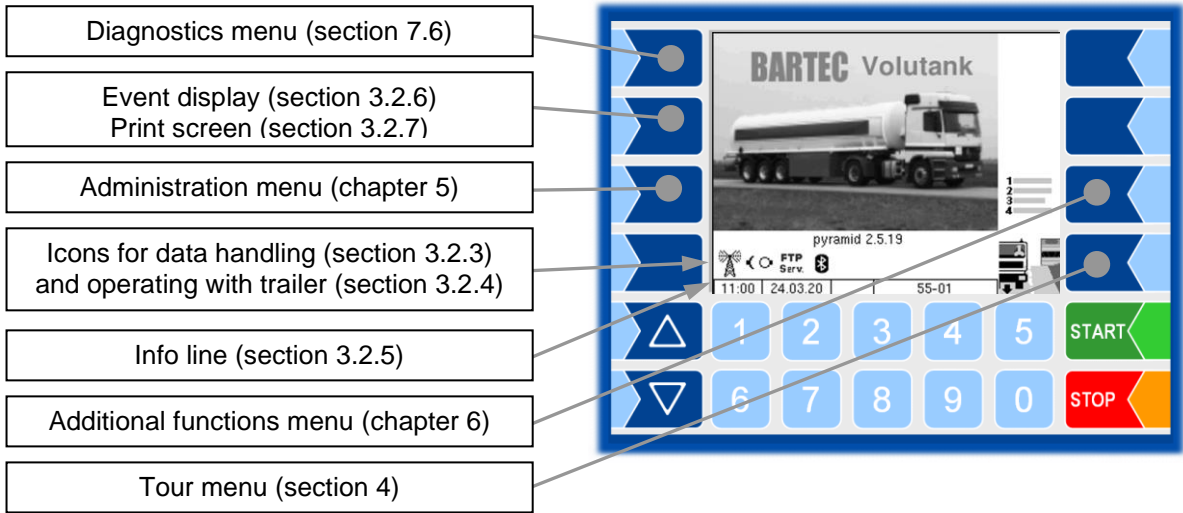 Diagnostics menu (section 7.6)
Event display (section 3.2.6)
Print screen (section 3.2.7)
Administration menu (chapter 5)
Icons for data handling (section 3.2.3)
and operating with trailer (section 3.2.4)
Info line (section 3.2.5)
Additional functions menu (chapter 6)
Tour menu (section 4)
BARTEC Volutank
1
2
3
4
pyramid 2.5.19
FTP
Serv.
11:00 24.03.20 55-01
1 2 3 4 5 START
6 7 8 9 0 STOP